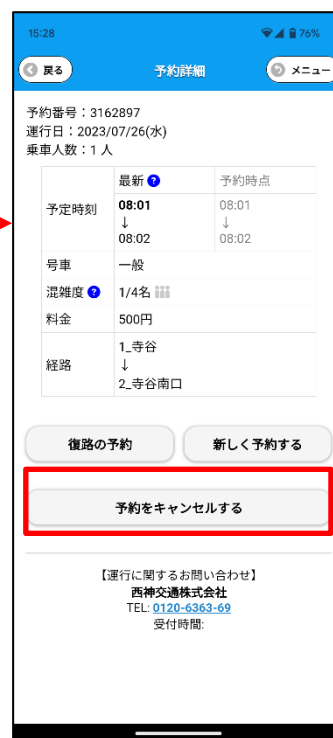 15:28
76%
戻る
予約詳細
メニュー
予約番号：3162897
運行日：2023/07/26(水)
乗車人数：1 人
最新 ?
予約時点
予定時刻
08:01
↓
08:02
08:01
↓
08:02
号車
一般
混雑度 ?
1/4名
料金
500円
経路
1_寺谷
↓
2_寺谷南口
復路の予約
新しく予約する
予約をキャンセルする
【運行に関するお問い合わせ】
西神交通株式会社
TEL: 0120-6363-69
受付時間: